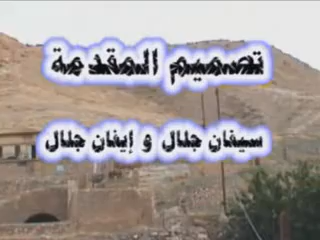 تصميم المقدمة
سيفان جلال و إيفان جلال